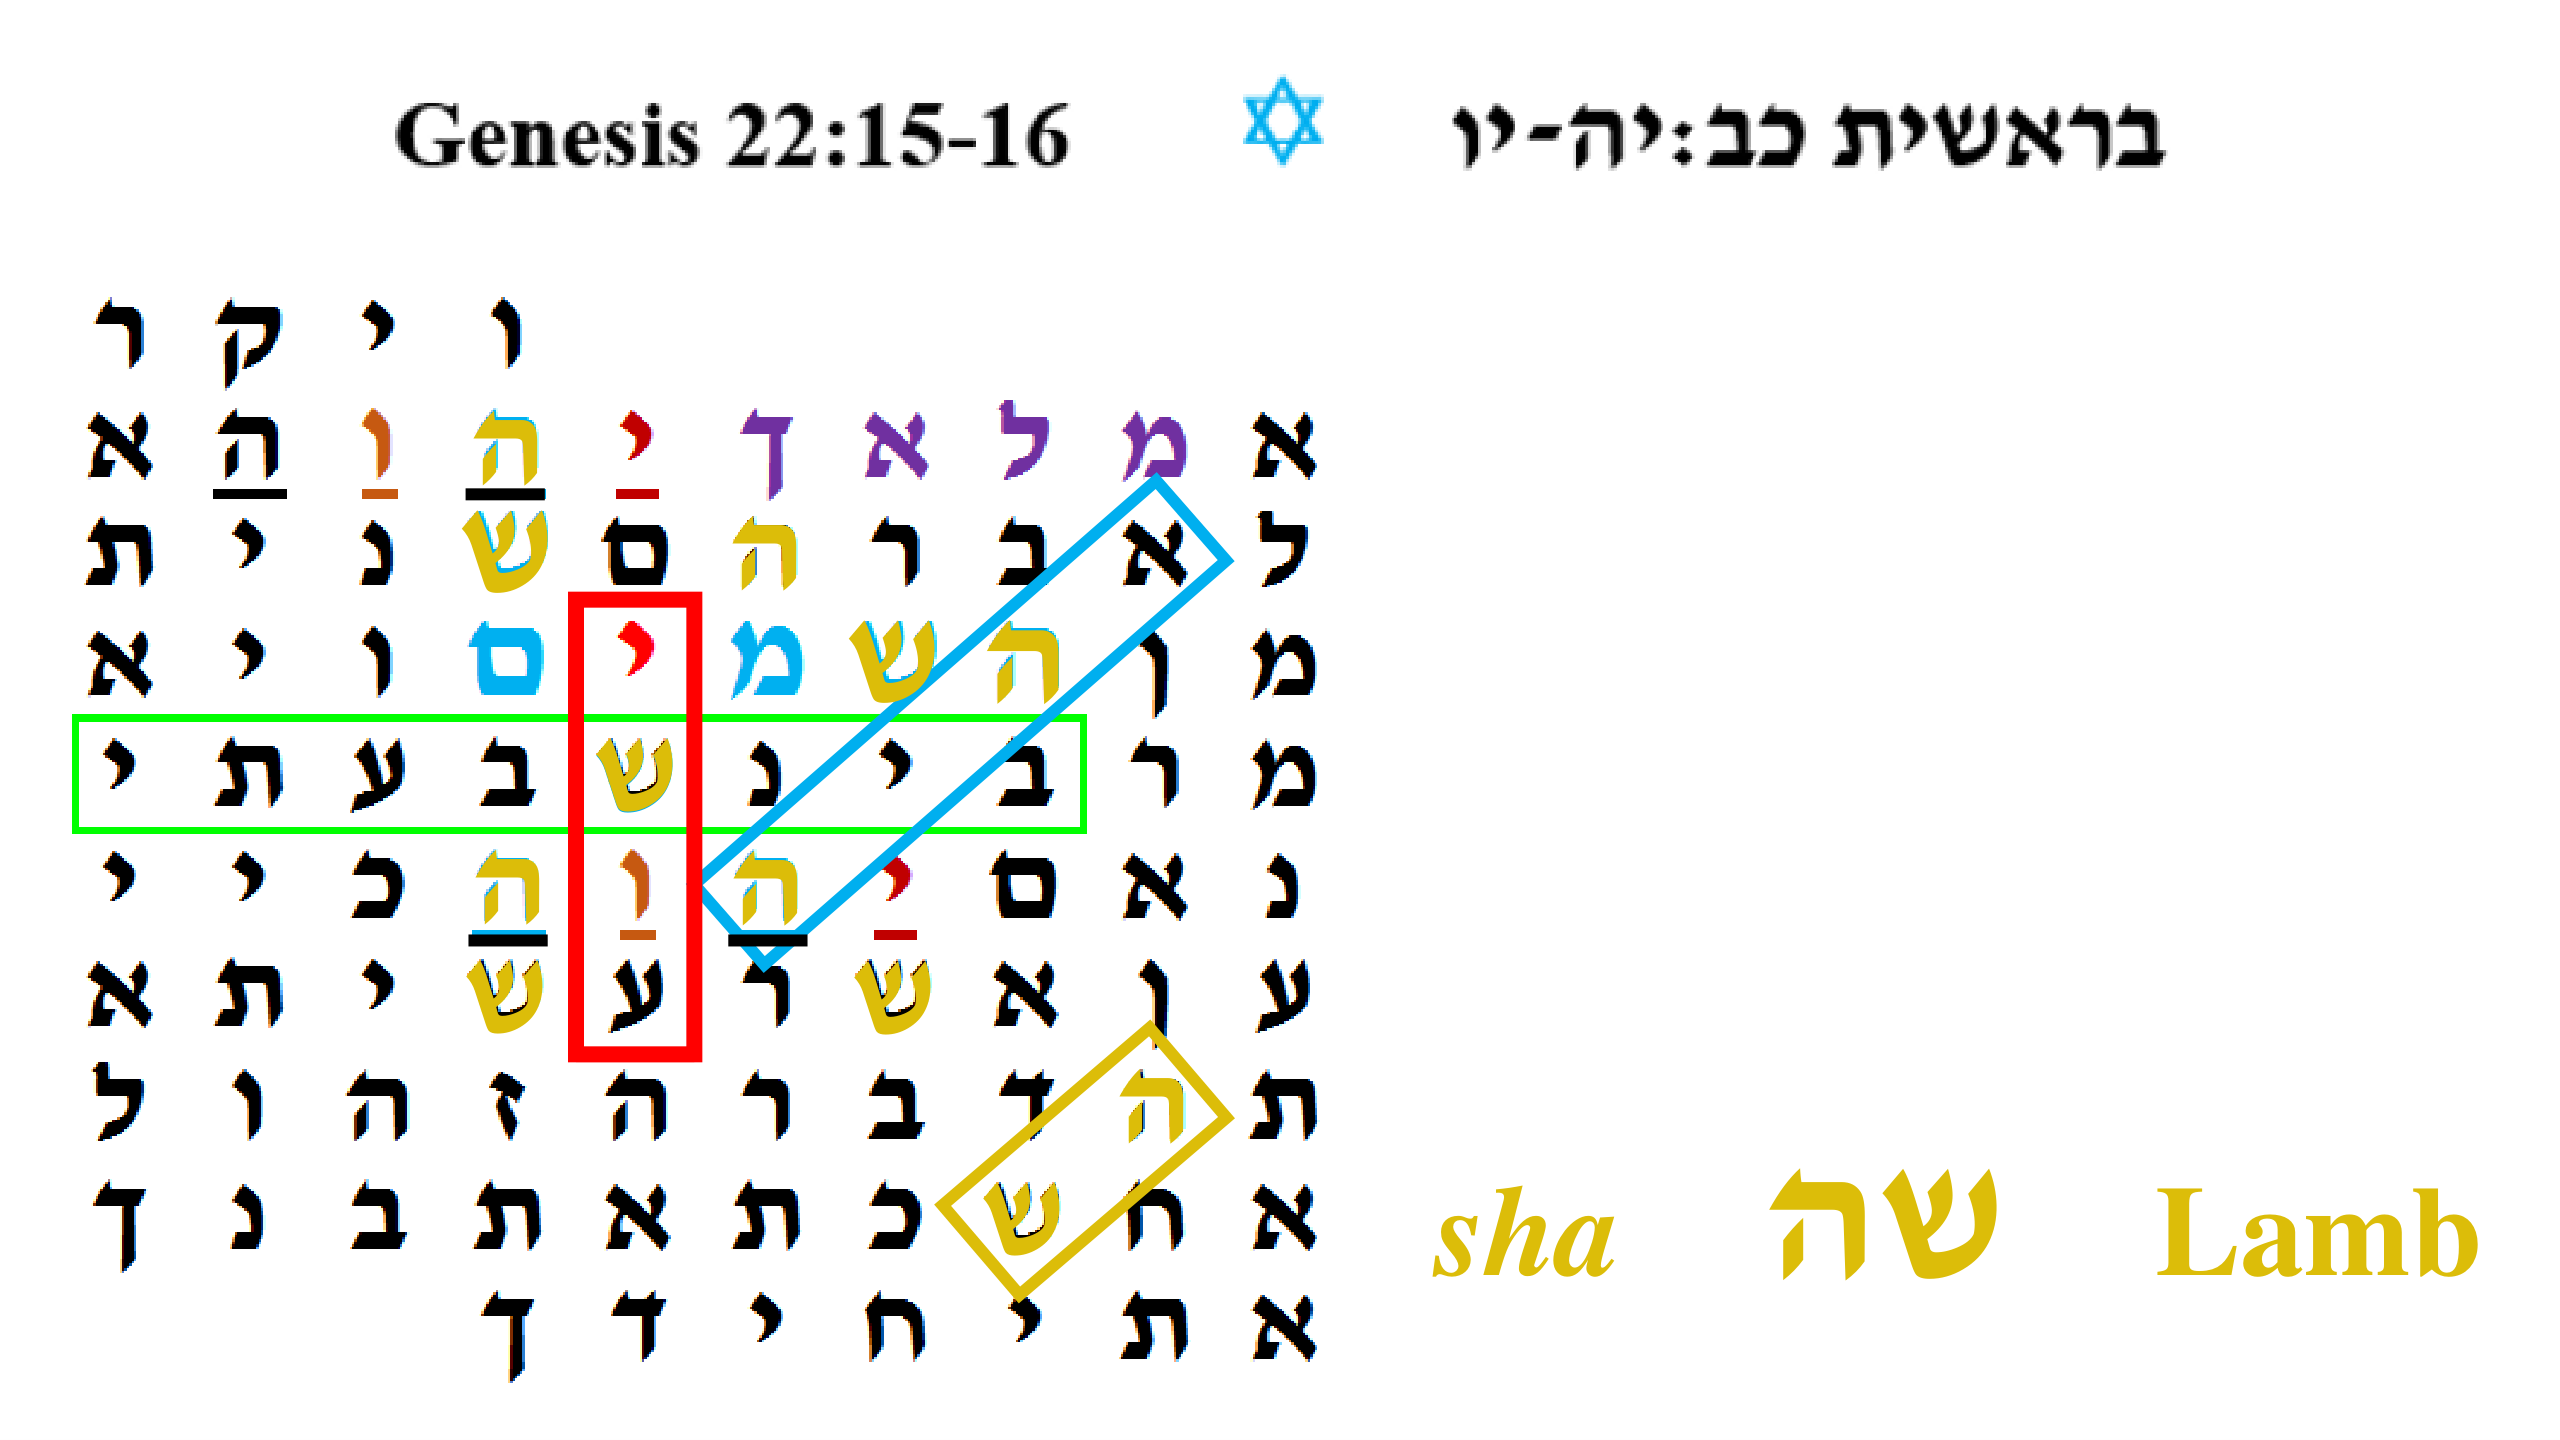 Genesis 22:15-16 ✡ בראשית כב:יה-יו
ו י ק ר
א מ ל א ך י ה ו ה א
ל א ב ר ה ם ש נ י ת
מ ן ה ש מ י ם ו י א
מ ר ב י נ ש ב ע ת י
נ א ם י ה ו ה כ י י
ע ן א ש ר ע ש י ת א
ת ה ד ב ר ה ז ה ו ל
א ח ש כ ת א ת ב נ ך
sha שה Lamb
א ת י ח י ד ך